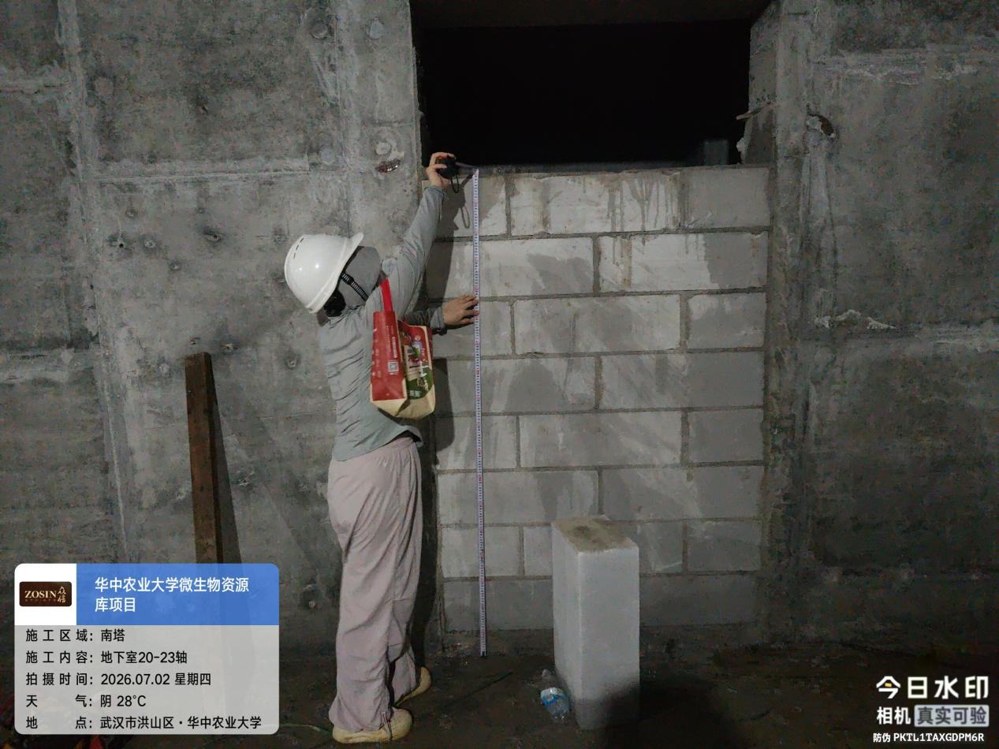 ZOSIN 众信
华中农业大学微生物资源
库项目
施工区域：南塔
施工内容：地下室20-23轴
拍摄时间：2026.07.02 星期四
天气：阴 28℃
地点：武汉市洪山区·华中农业大学
今日水印
相机 真实可验
防伪 PKTL1TAXGDPM6R